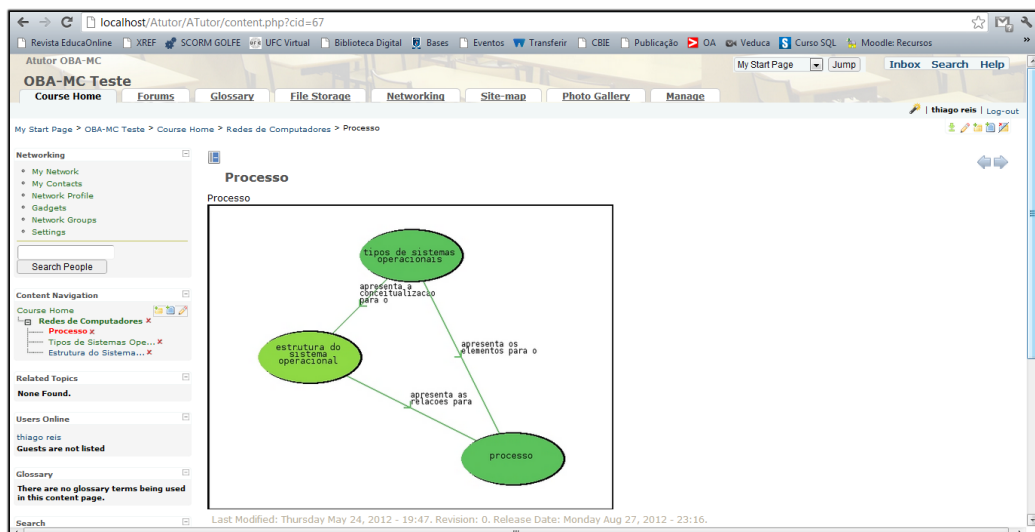 localhost/Atutor/ATutor/content.php?cid=67
Revista EducaOnline XREF SCORM GOLFE UFC Virtual Biblioteca Digital Bases Eventos Transferir CBIE Publicação OA Veduca Curso SQL Moodle: Recursos »
Atutor OBA-MC
My Start Page Jump Inbox Search Help
OBA-MC Teste
Course Home Forums Glossary File Storage Networking Site-map Photo Gallery Manage
| thiago reis | Log-out
My Start Page > OBA-MC Teste > Course Home > Redes de Computadores > Processo
Networking
My Network
My Contacts
Network Profile
Gadgets
Network Groups
Settings
Search People
Content Navigation
Course Home
Redes de Computadores x
Processo x
Tipos de Sistemas Ope... x
Estrutura do Sistema... x
Related Topics
None Found.
Users Online
thiago reis
Guests are not listed
Glossary
There are no glossary terms being used
in this content page.
Search
Processo
Processo
tipos de sistemas
operacionais
apresenta a
conceitualizacao
para o
estrutura do
sistema
operacional
apresenta os
elementos para o
apresenta as
relacoes para
processo
Last Modified: Thursday May 24, 2012 - 19:47. Revision: 0. Release Date: Monday Aug 27, 2012 - 23:16.